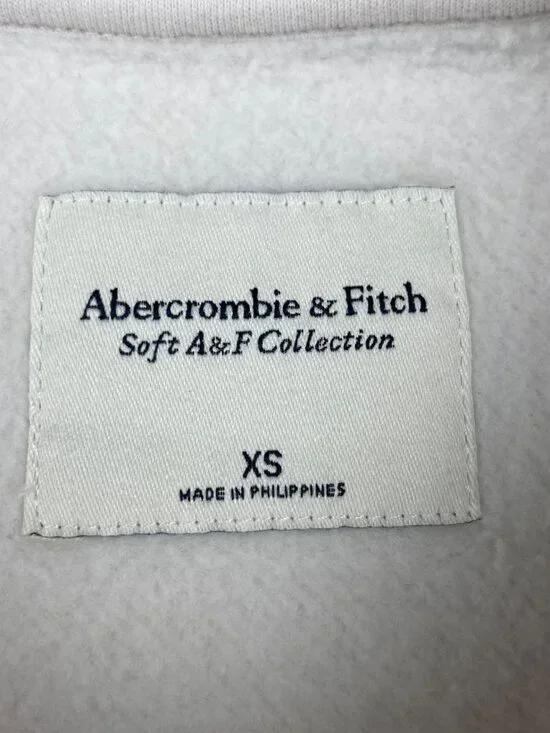 Abercrombie & Fitch
Soft A&F Collection
XS
MADE IN PHILIPPINES